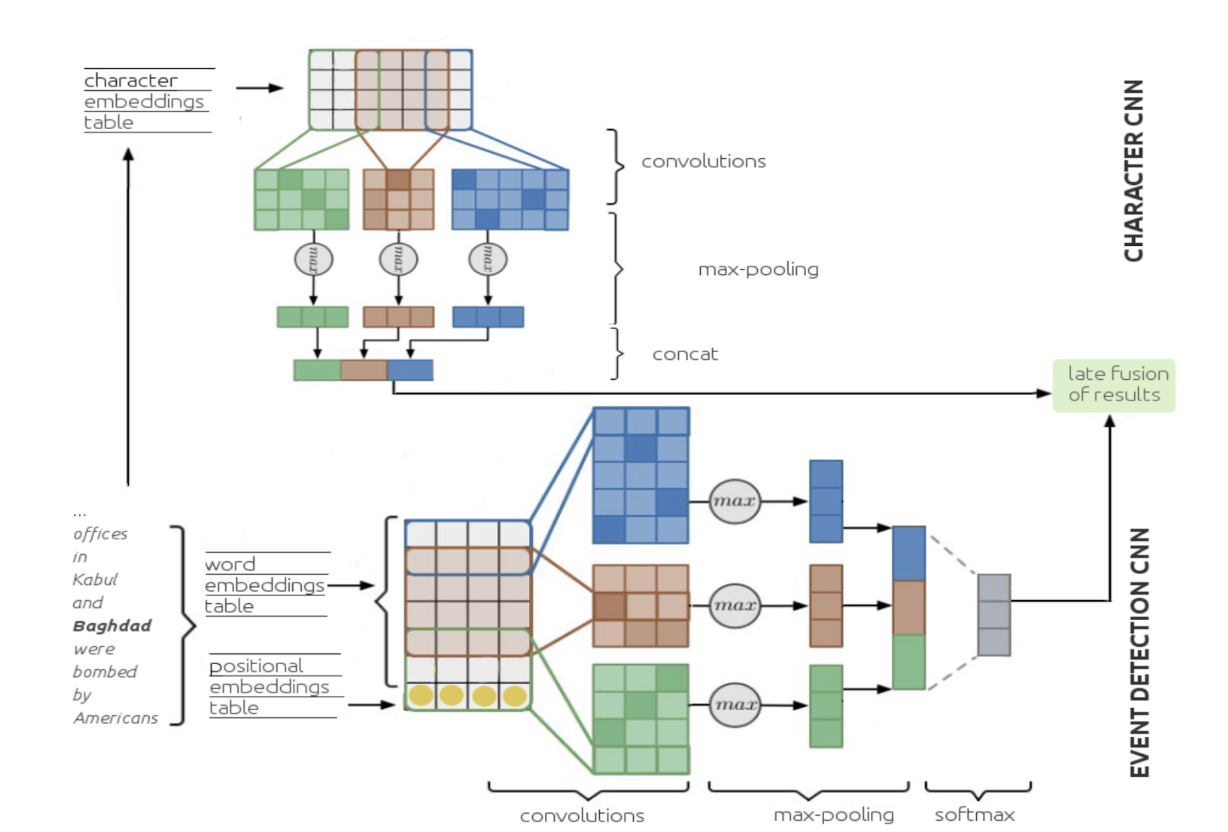 character
embeddings
table
convolutions
max
max
max
max-pooling
concat
CHARACTER CNN
late fusion
of results
...
offices
in
Kabul
and
Baghdad
were
bombed
by
Americans
word
embeddings
table
positional
embeddings
table
max
max
max
convolutions
max-pooling
softmax
EVENT DETECTION CNN